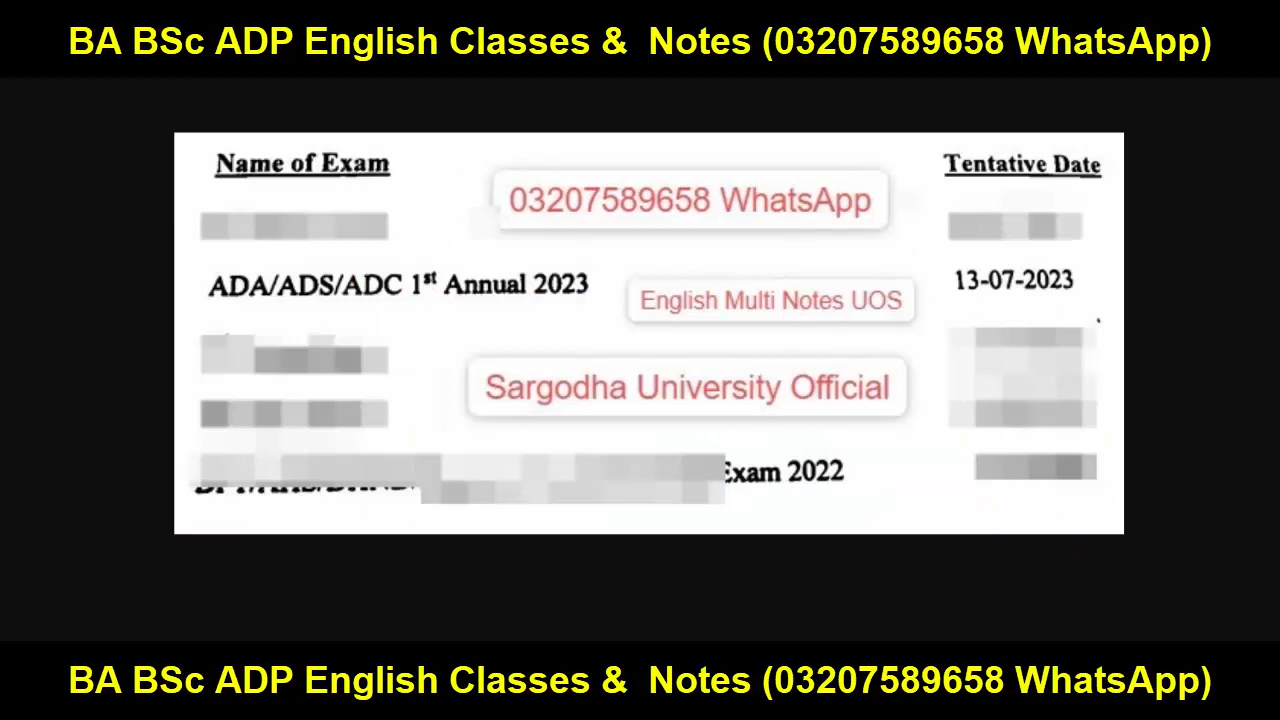 BA BSc ADP English Classes & Notes (03207589658 WhatsApp)
Name of Exam
Tentative Date
03207589658 WhatsApp
ADA/ADS/ADC 1st Annual 2023
13-07-2023
English Multi Notes UOS
Sargodha University Official
Exam 2022
BA BSc ADP English Classes & Notes (03207589658 WhatsApp)